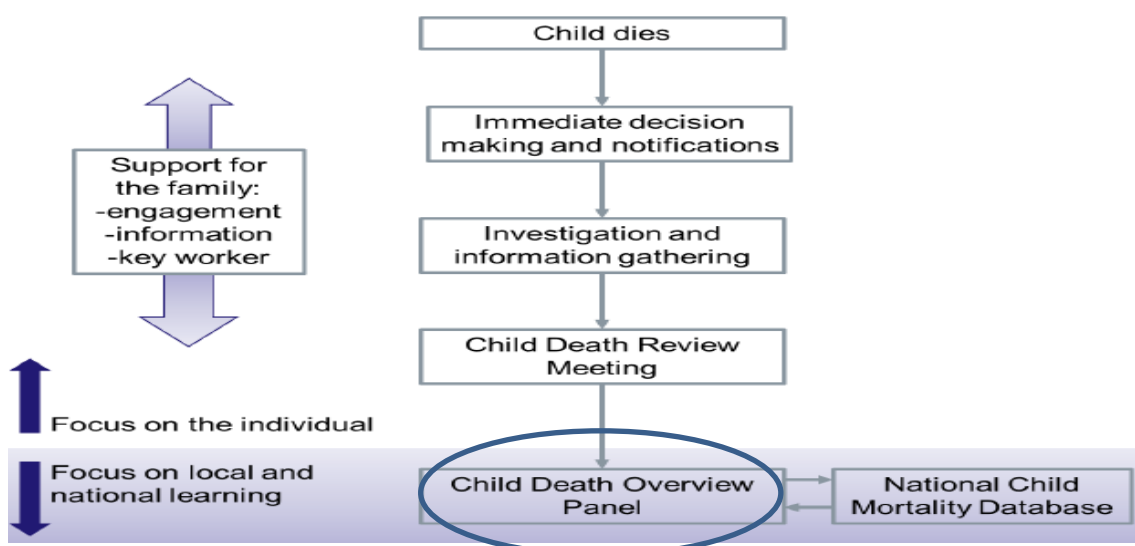 Child dies
Immediate decision
making and notifications
Support for
the family:
-engagement
-information
-key worker
Investigation and
information gathering
Child Death Review
Meeting
Focus on the individual
Focus on local and
national learning
Child Death Overview
Panel
National Child
Mortality Database